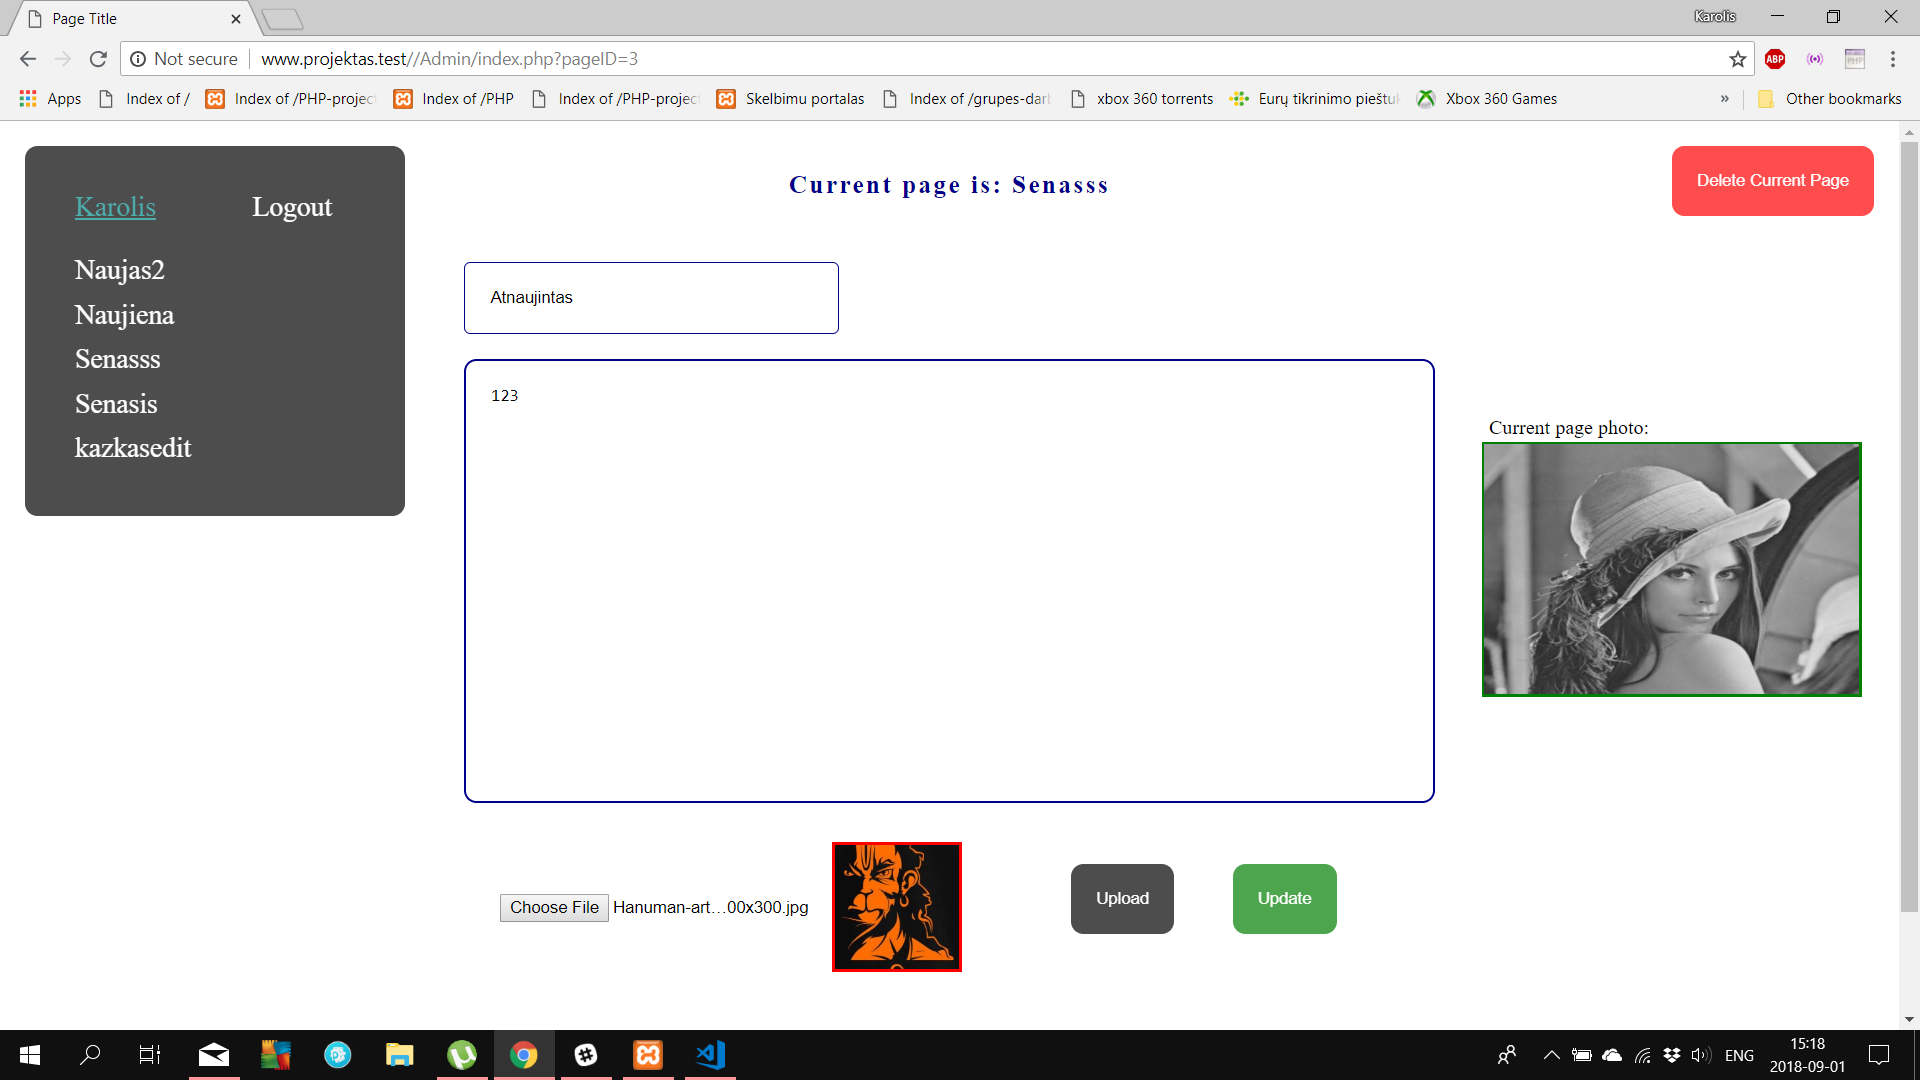 Page Title
Karolis
Not secure www.projektas.test//Admin/index.php?pageID=3
ABP
PHP
Apps Index of / Index of /PHP-projec Index of /PHP Index of /PHP-projec Skelbimu portalas Index of /grupes-darl xbox 360 torrents Eurų tikrinimo pieštu Xbox 360 Games » Other bookmarks
Karolis Logout
Naujas2
Naujiena
Senasss
Senasis
kazkasedit
Current page is: Senasss
Delete Current Page
Atnaujintas
123
Current page photo:
Choose File Hanuman-art…00x300.jpg
Upload
Update
ENG
15:18
2018-09-01